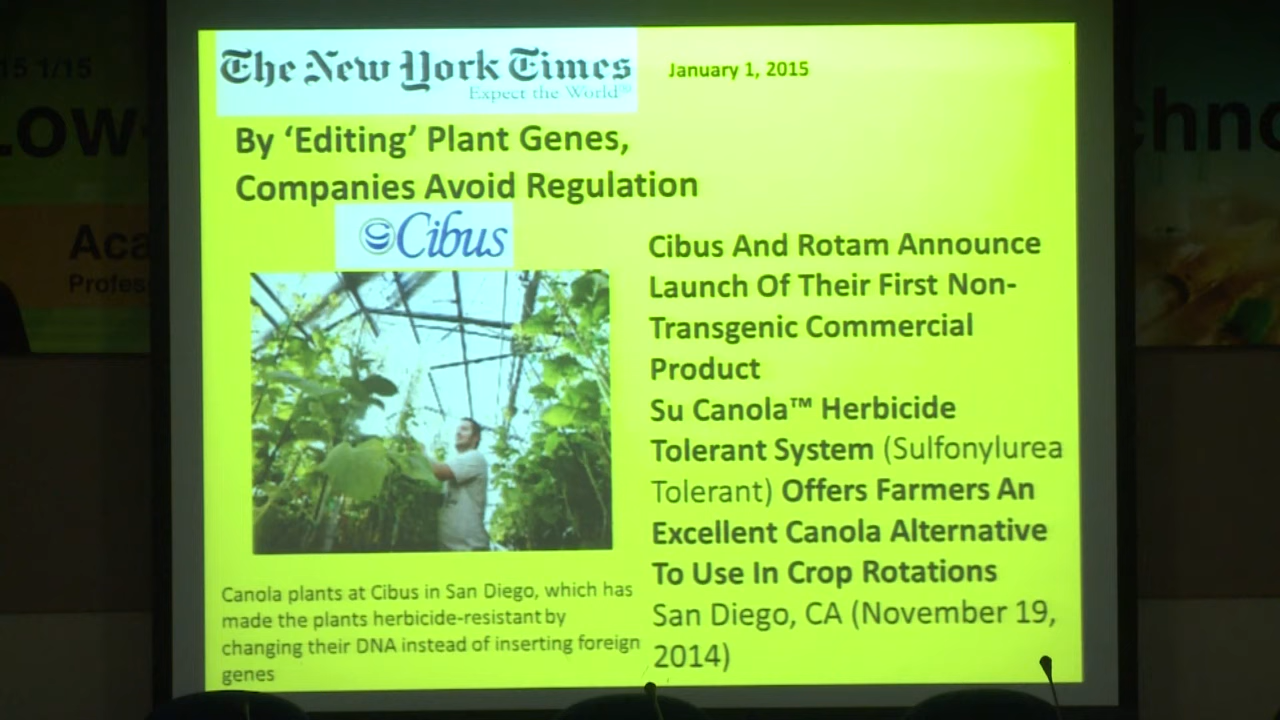 The New York Times
Expect the World
January 1, 2015
By ‘Editing’ Plant Genes,
Companies Avoid Regulation
Cibus
Cibus And Rotam Announce
Launch Of Their First Non-
Transgenic Commercial
Product
Su Canola™ Herbicide
Tolerant System (Sulfonylurea
Tolerant) Offers Farmers An
Excellent Canola Alternative
To Use In Crop Rotations
San Diego, CA (November 19,
2014)
Canola plants at Cibus in San Diego, which has
made the plants herbicide-resistant by
changing their DNA instead of inserting foreign
genes
15 1/15